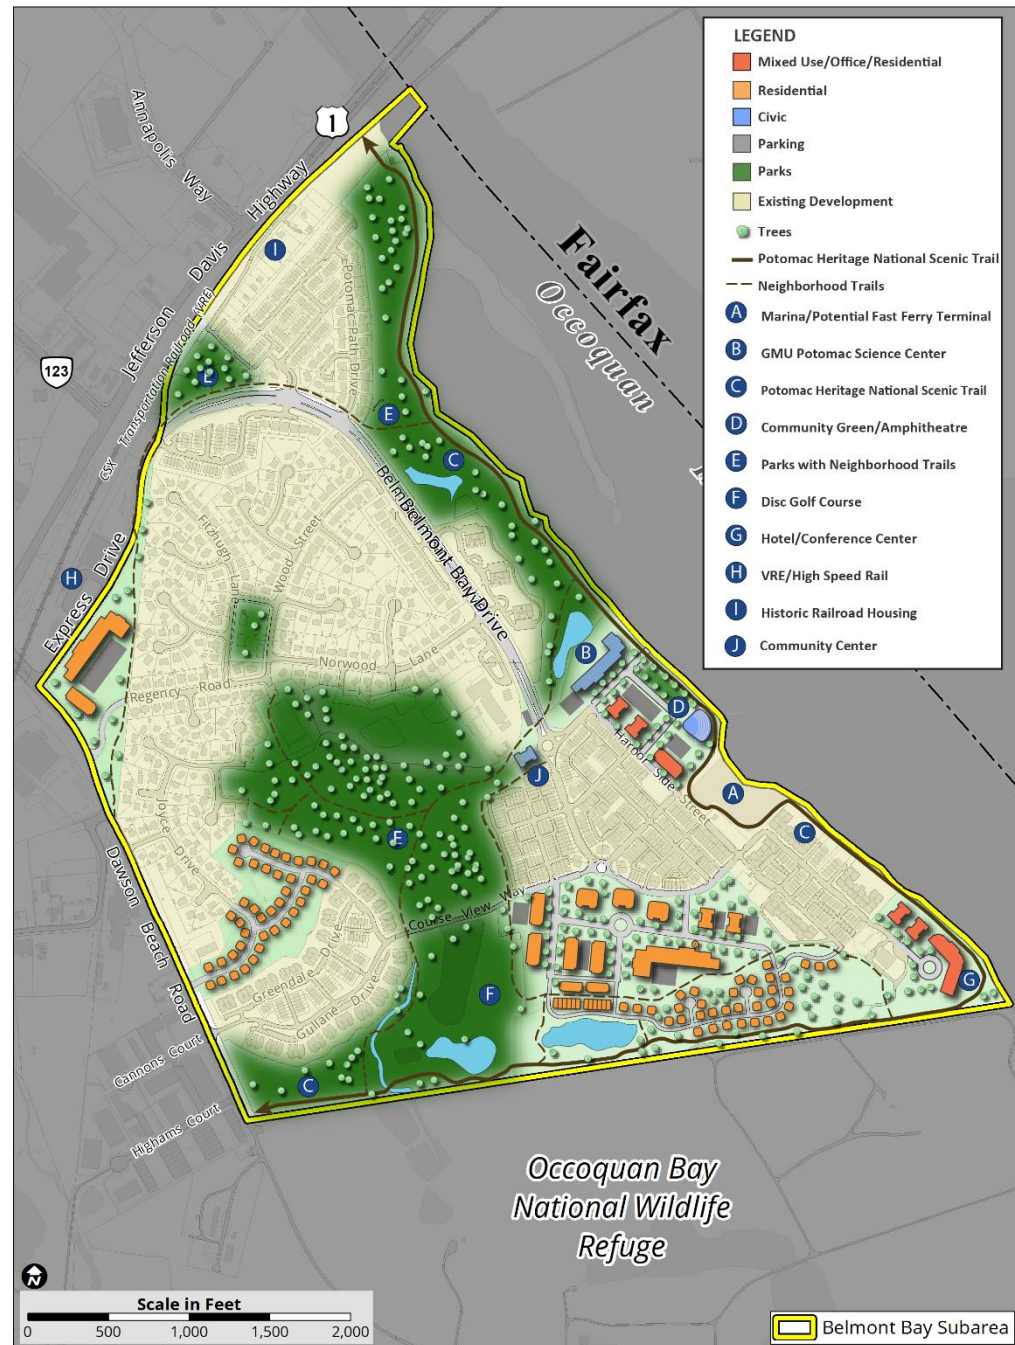 LEGEND
Mixed Use/Office/Residential
Residential
Civic
Parking
Parks
Existing Development
Trees
Potomac Heritage National Scenic Trail
Neighborhood Trails
A Marina/Potential Fast Ferry Terminal
B GMU Potomac Science Center
C Potomac Heritage National Scenic Trail
D Community Green/Amphitheatre
E Parks with Neighborhood Trails
F Disc Golf Course
G Hotel/Conference Center
H VRE/High Speed Rail
I Historic Railroad Housing
J Community Center
1
Annapolis Way
Jefferson Davis Highway
CSX Transportation Railroad (VRE)
123
I
Potomac Path Drive
Fairfax
Occoquan
E
E
C
Belmont Bay Drive
Fitzhugh Lane
Wood Street
H
Express Drive
Norwood Lane
Regency Road
B
D
Harbor Side Street
J
A
C
E
Joyce Drive
Course View Way
Dawson Beach Road
Greendale Drive
Gullane Drive
F
G
Cannons Court
C
Highams Court
Occoquan Bay
National Wildlife
Refuge
N
Scale in Feet
0 500 1,000 1,500 2,000
Belmont Bay Subarea